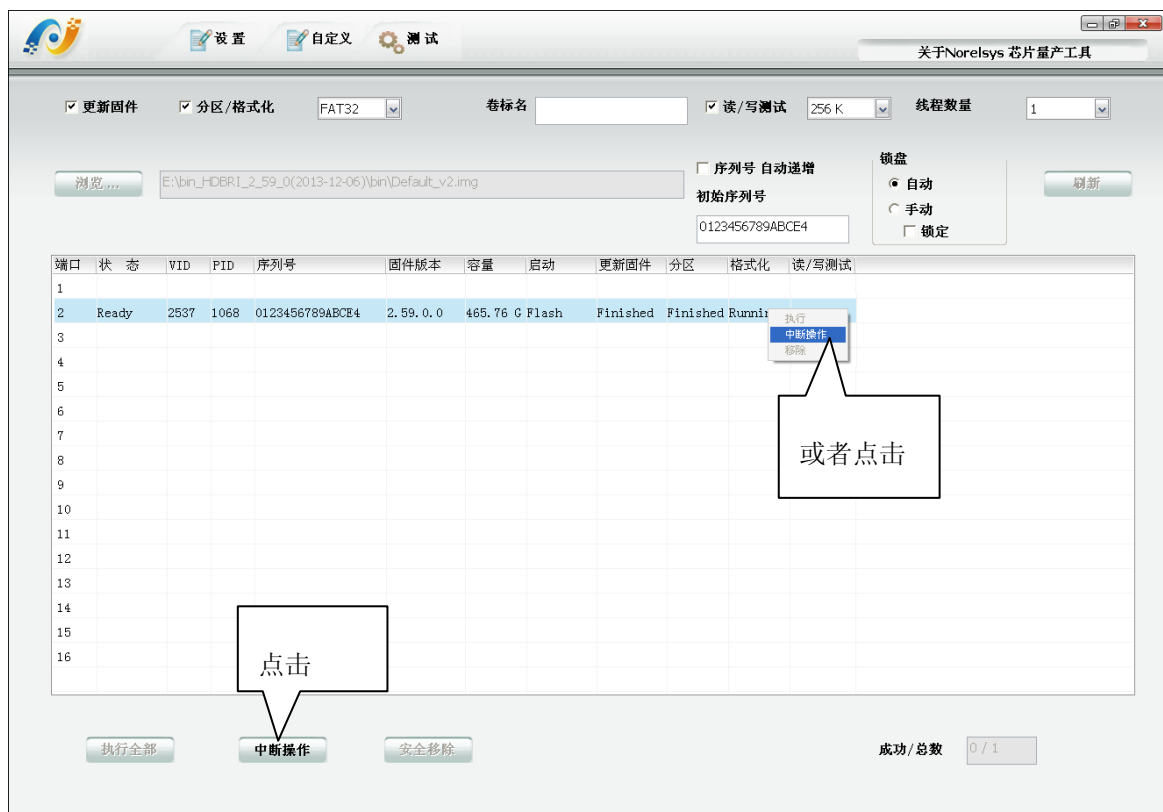 设 置 自定义 测 试
关于Norelsys 芯片量产工具
更新固件 分区/格式化 FAT32 卷标名 读/写测试 256 K 线程数量 1
浏览 ... E:\bin_HDBRI_2_59_0(2013-12-06)\bin\Default_v2.img
序列号 自动递增
初始序列号
0123456789ABCE4
锁盘
自动
手动
锁定
刷新
端口 状 态 VID PID 序列号 固件版本 容量 启动 更新固件 分区 格式化 读/写测试
1
2 Ready 2537 1068 0123456789ABCE4 2.59.0.0 465.76 G Flash Finished Finished Runnin
执行
中断操作
移除
3
4
5
6
7
8
9
10
11
12
13
14
15
16
或者点击
点击
执行全部 中断操作 安全移除 成功/总数 0 / 1